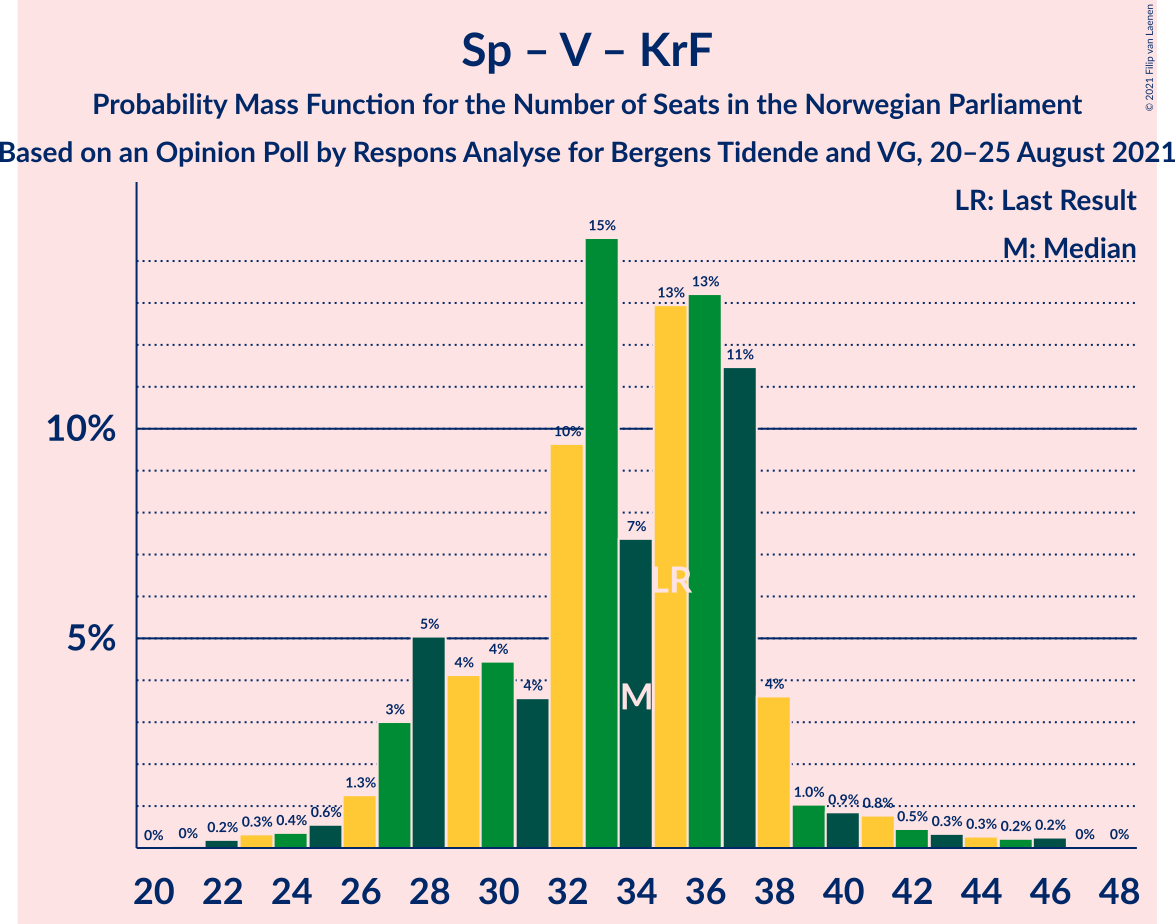 Sp – V – KrF
Probability Mass Function for the Number of Seats in the Norwegian Parliament
Based on an Opinion Poll by Respons Analyse for Bergens Tidende and VG, 20–25 August 2021
© 2021 Filip van Laenen
LR: Last Result
M: Median
10%
5%
0% 0% 0.2% 0.3% 0.4% 0.6% 1.3% 3% 5% 4% 4% 4% 10% 15% 7% 13% 13% 11% 4% 1.0% 0.9% 0.8% 0.5% 0.3% 0.3% 0.2% 0.2% 0% 0%
LR
M
20 22 24 26 28 30 32 34 36 38 40 42 44 46 48